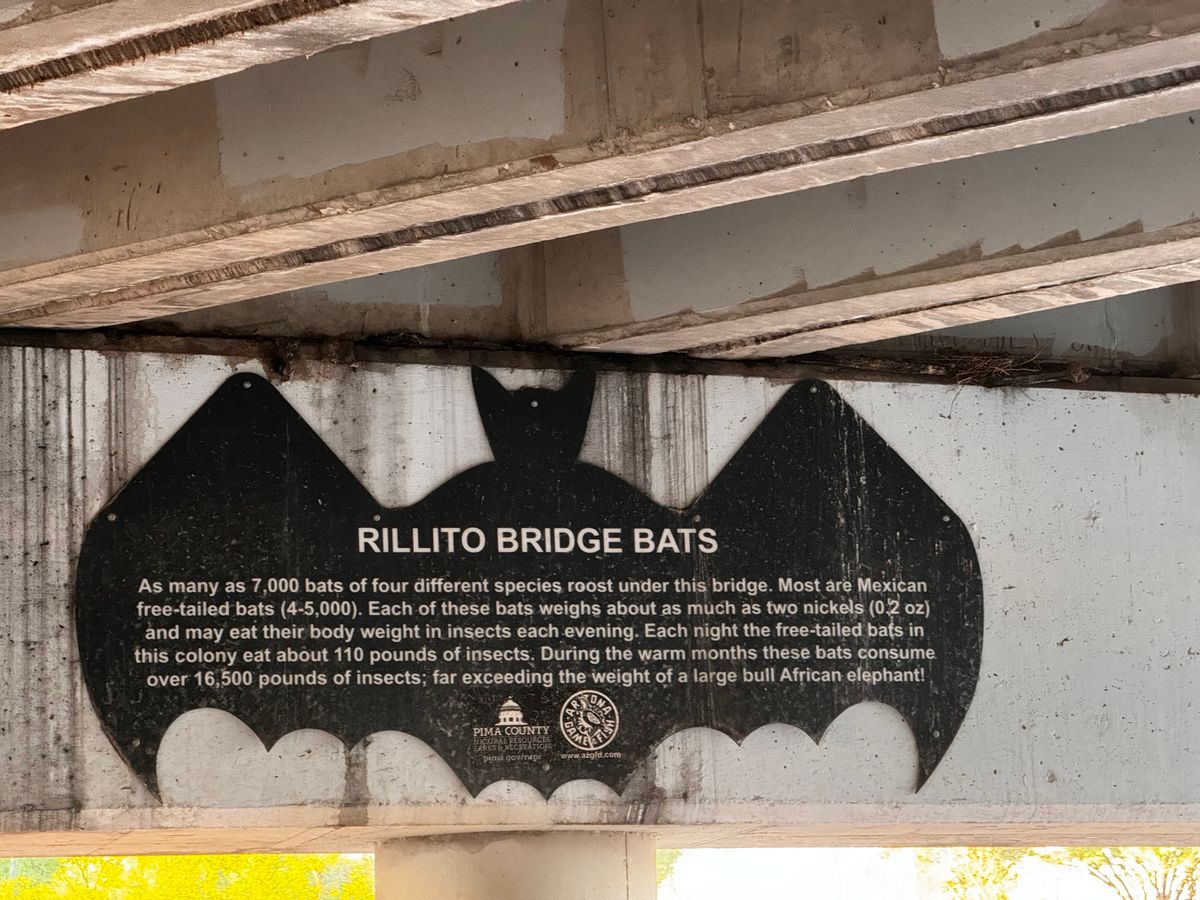 RILLITO BRIDGE BATS
As many as 7,000 bats of four different species roost under this bridge. Most are Mexican
free-tailed bats (4-5,000). Each of these bats weighs about as much as two nickels (0.2 oz)
and may eat their body weight in insects each evening. Each night the free-tailed bats in
this colony eat about 110 pounds of insects. During the warm months these bats consume
over 16,500 pounds of insects; far exceeding the weight of a large bull African elephant!
PIMA COUNTY
NATURAL RESOURCES
PARKS & RECREATION
pima.gov/nrpr
ARIZONA
GAME & FISH
www.azgfd.com